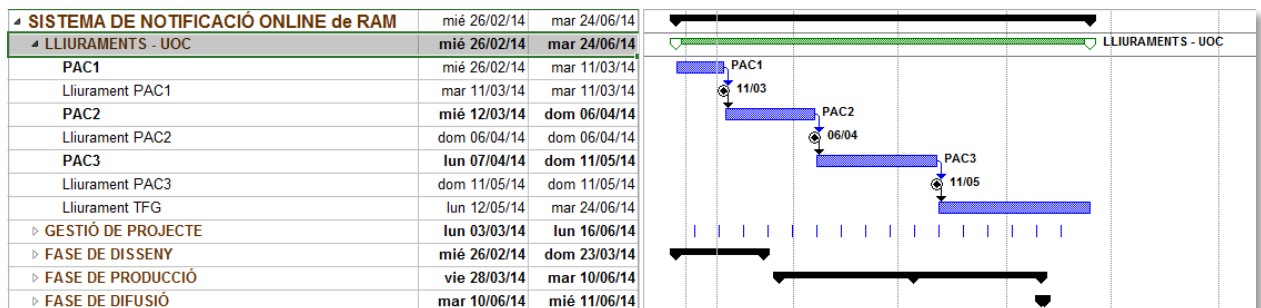 SISTEMA DE NOTIFICACIÓ ONLINE de RAM mié 26/02/14 mar 24/06/14
LLIURAMENTS - UOC mié 26/02/14 mar 24/06/14 LLIURAMENTS - UOC
PAC1 mié 26/02/14 mar 11/03/14 PAC1
Lliurament PAC1 mar 11/03/14 mar 11/03/14 11/03
PAC2 mié 12/03/14 dom 06/04/14 PAC2
Lliurament PAC2 dom 06/04/14 dom 06/04/14 06/04
PAC3 lun 07/04/14 dom 11/05/14 PAC3
Lliurament PAC3 dom 11/05/14 dom 11/05/14 11/05
Lliurament TFG lun 12/05/14 mar 24/06/14
GESTIÓ DE PROJECTE lun 03/03/14 lun 16/06/14
FASE DE DISSENY mié 26/02/14 dom 23/03/14
FASE DE PRODUCCIÓ vie 28/03/14 mar 10/06/14
FASE DE DIFUSIÓ mar 10/06/14 mié 11/06/14